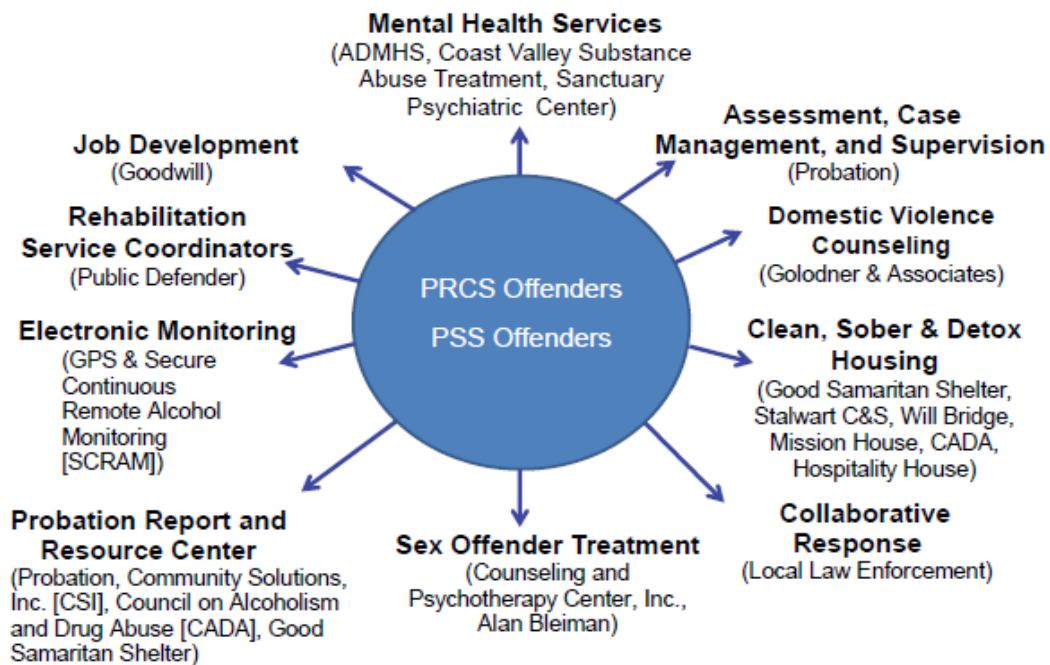 Mental Health Services
(ADMHS, Coast Valley Substance
Abuse Treatment, Sanctuary
Psychiatric Center)
Assessment, Case
Management, and Supervision
(Probation)
Domestic Violence
Counseling
(Golodner & Associates)
Clean, Sober & Detox
Housing
(Good Samaritan Shelter,
Stalwart C&S, Will Bridge,
Mission House, CADA,
Hospitality House)
Collaborative
Response
(Local Law Enforcement)
Sex Offender Treatment
(Counseling and
Psychotherapy Center, Inc.,
Alan Bleiman)
Probation Report and
Resource Center
(Probation, Community Solutions,
Inc. [CSI], Council on Alcoholism
and Drug Abuse [CADA], Good
Samaritan Shelter)
Electronic Monitoring
(GPS & Secure
Continuous
Remote Alcohol
Monitoring
[SCRAM])
Rehabilitation
Service Coordinators
(Public Defender)
Job Development
(Goodwill)
PRCS Offenders
PSS Offenders